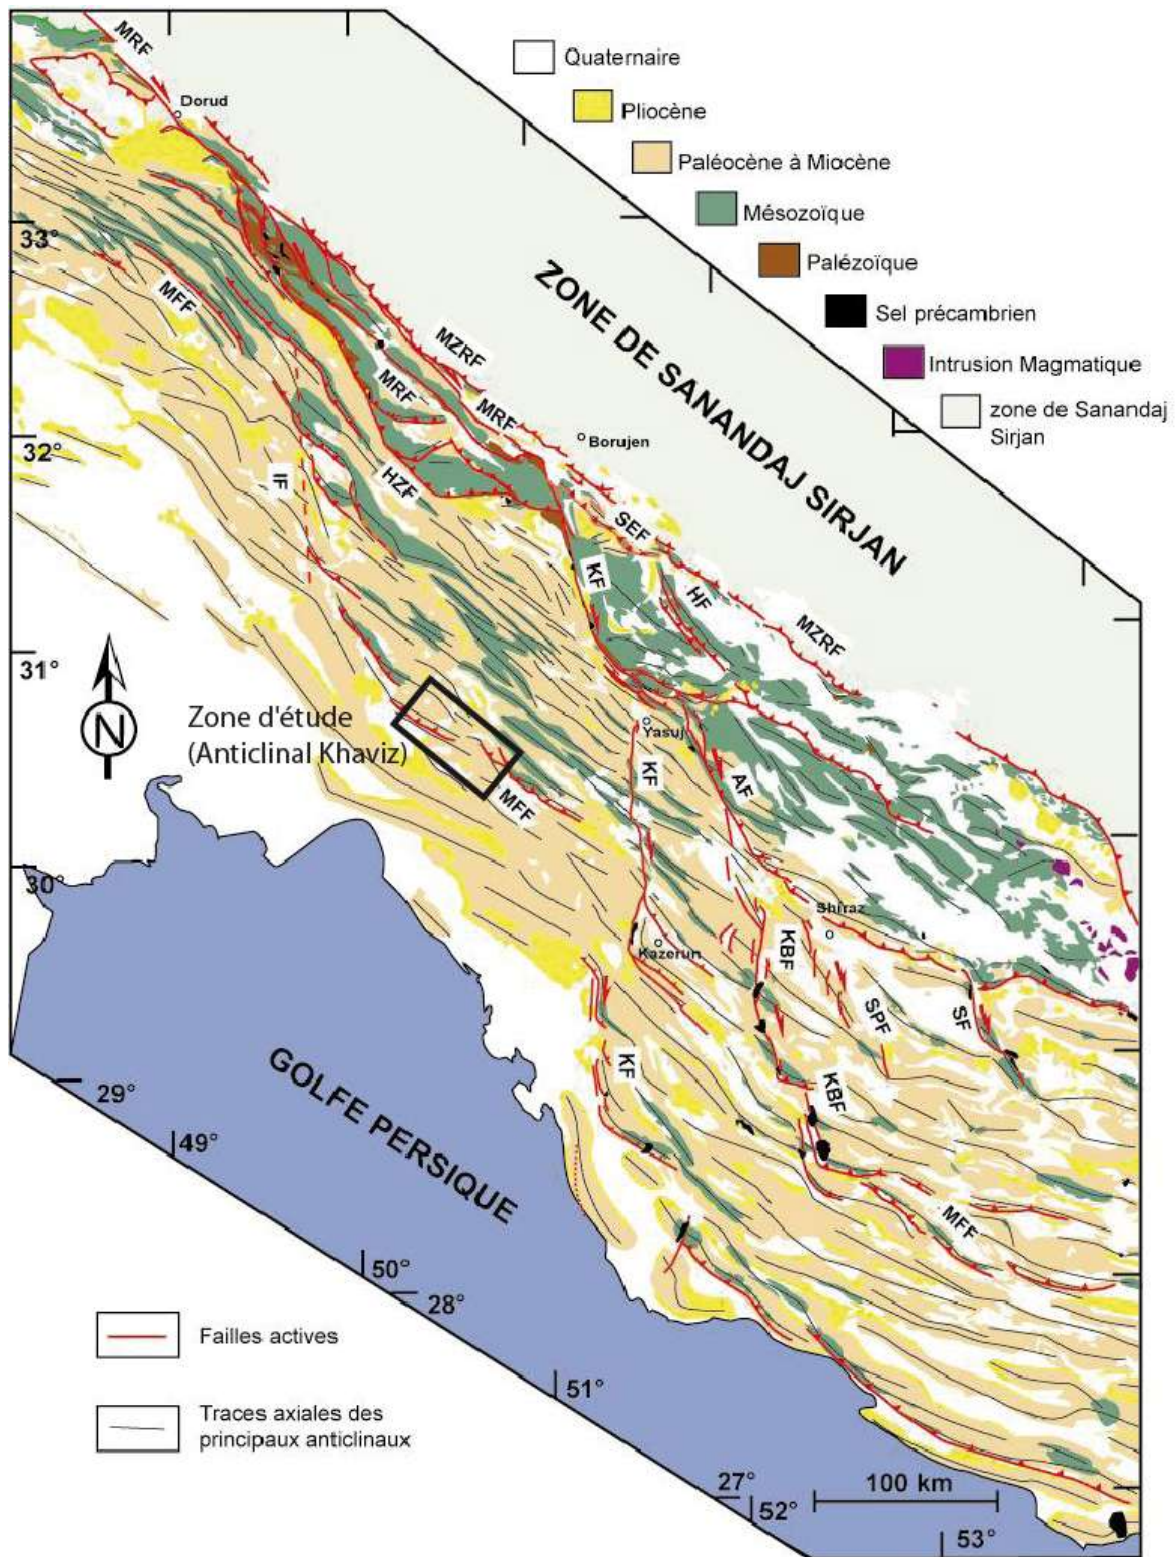 MRF
Dorud
Quaternaire
Pliocène
Paléocène à Miocène
Mésozoïque
Palézoïque
Sel précambrien
Intrusion Magmatique
zone de Sanandaj
Sirjan
33°
MFF
ZONE DE SANANDAJ SIRJAN
MZRF
MRF
MRF
Borujen
32°
IF
HZF
SEF
KF
HF
MZRF
31°
N
Zone d'étude
(Anticlinal Khaviz)
Yasuj
KF
AF
MFF
30°
Shiraz
KBF
Kazerun
SPF
SF
GOLFE PERSIQUE
KF
KBF
29°
49°
MFF
50°
28°
Failles actives
51°
Traces axiales des
principaux anticlinaux
27°
52°
100 km
53°